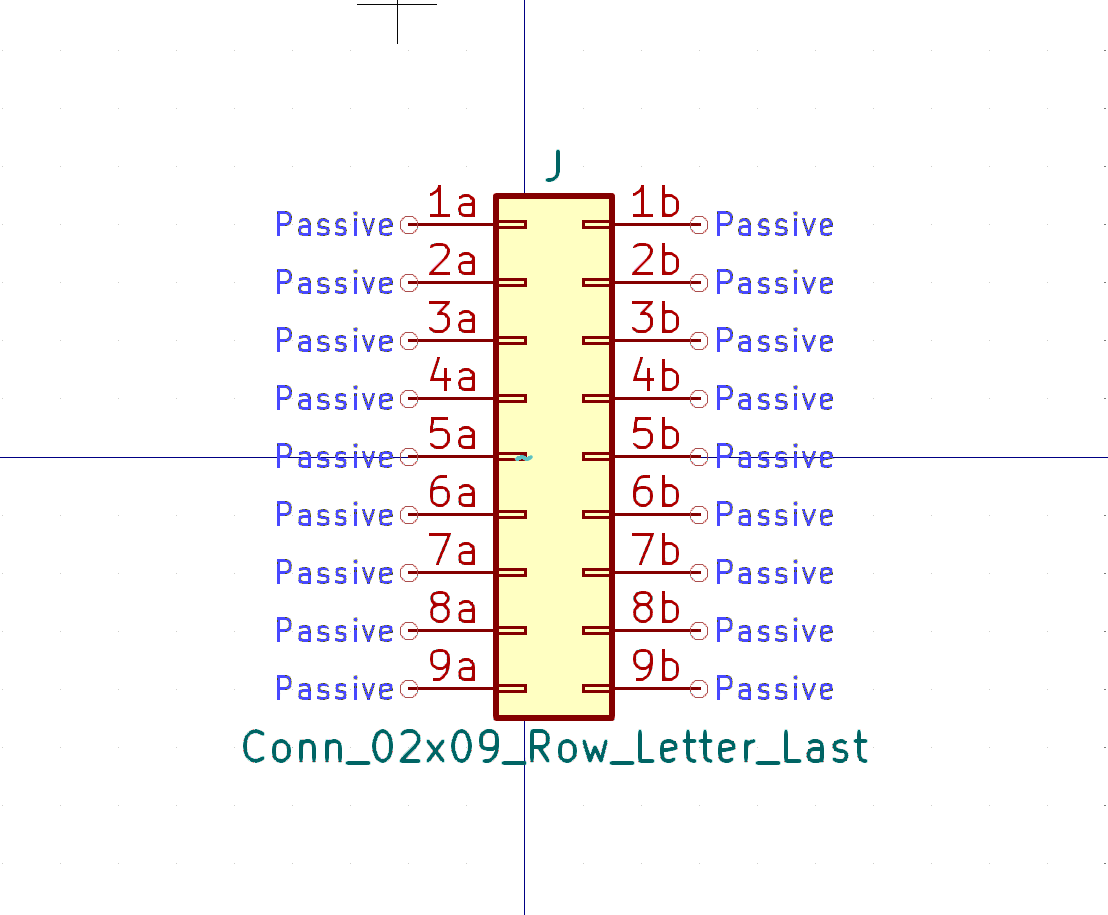 J
Passive 1a 1b Passive
Passive 2a 2b Passive
Passive 3a 3b Passive
Passive 4a 4b Passive
Passive 5a 5b Passive
Passive 6a 6b Passive
Passive 7a 7b Passive
Passive 8a 8b Passive
Passive 9a 9b Passive
Conn_02x09_Row_Letter_Last